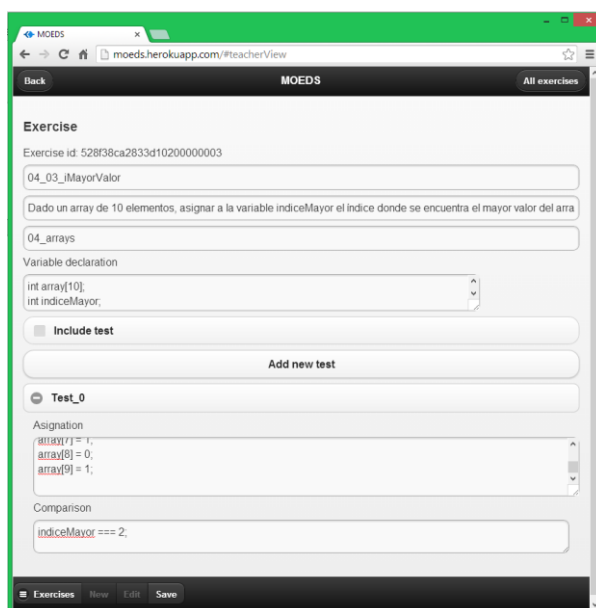 MOEDS
moeds.herokuapp.com/#teacherView
Back MOEDS All exercises
Exercise
Exercise id: 528f38ca2833d10200000003
04_03_iMayorValor
Dado un array de 10 elementos, asignar a la variable indiceMayor el índice donde se encuentra el mayor valor del arra
04_arrays
Variable declaration
int array[10];
int indiceMayor;
Include test
Add new test
Test_0
Asignation
array[7] = 1;
array[8] = 0;
array[9] = 1;
Comparison
indiceMayor === 2;
Exercises New Edit Save